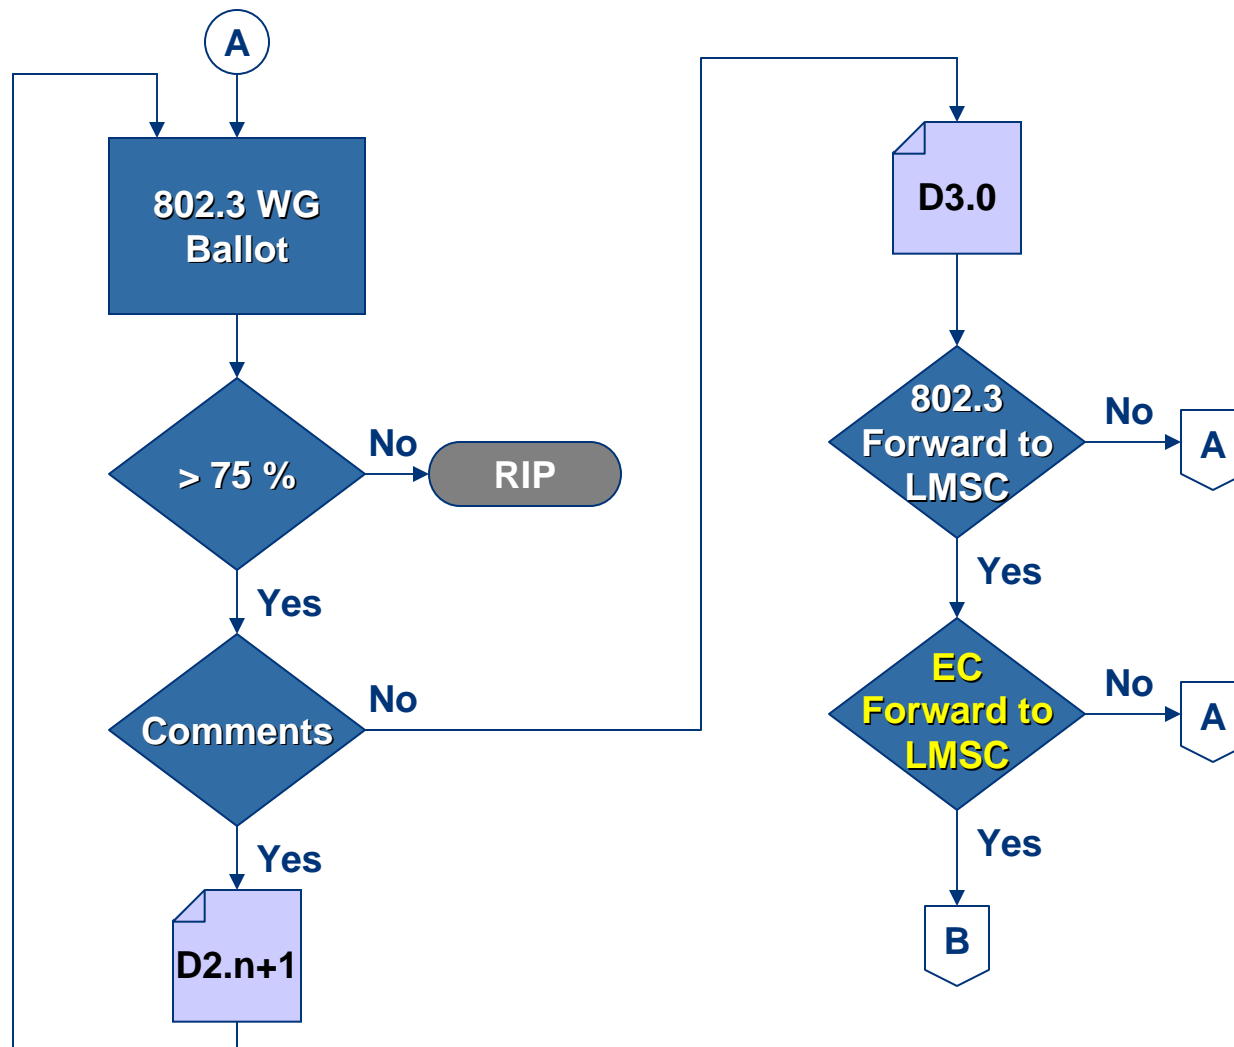 A
802.3 WG
Ballot
> 75 %
No
RIP
Yes
Comments
No
Yes
D2.n+1
D3.0
802.3
Forward to
LMSC
No
A
Yes
EC
Forward to
LMSC
No
A
Yes
B